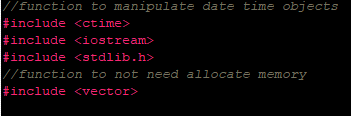 //function to manipulate date time objects
#include <ctime>
#include <iostream>
#include <stdlib.h>
//function to not need allocate memory
#include <vector>